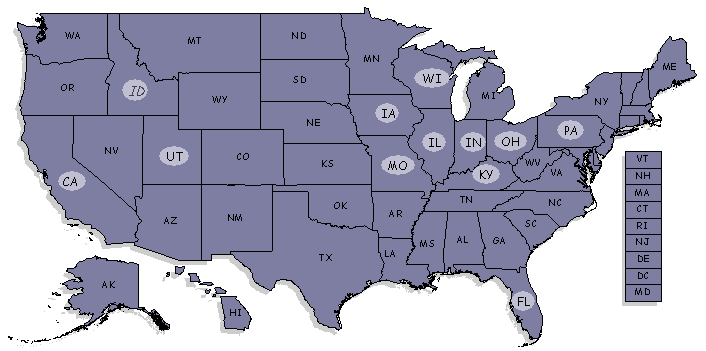 WA
MT
ND
MN
ME
OR
ID
WY
SD
WI
MI
NY
NV
UT
CO
NE
IA
IL
IN
OH
PA
CA
KS
MO
KY
WV
VA
AZ
NM
OK
AR
TN
NC
SC
TX
LA
MS
AL
GA
FL
AK
HI
VT
NH
MA
CT
RI
NJ
DE
DC
MD